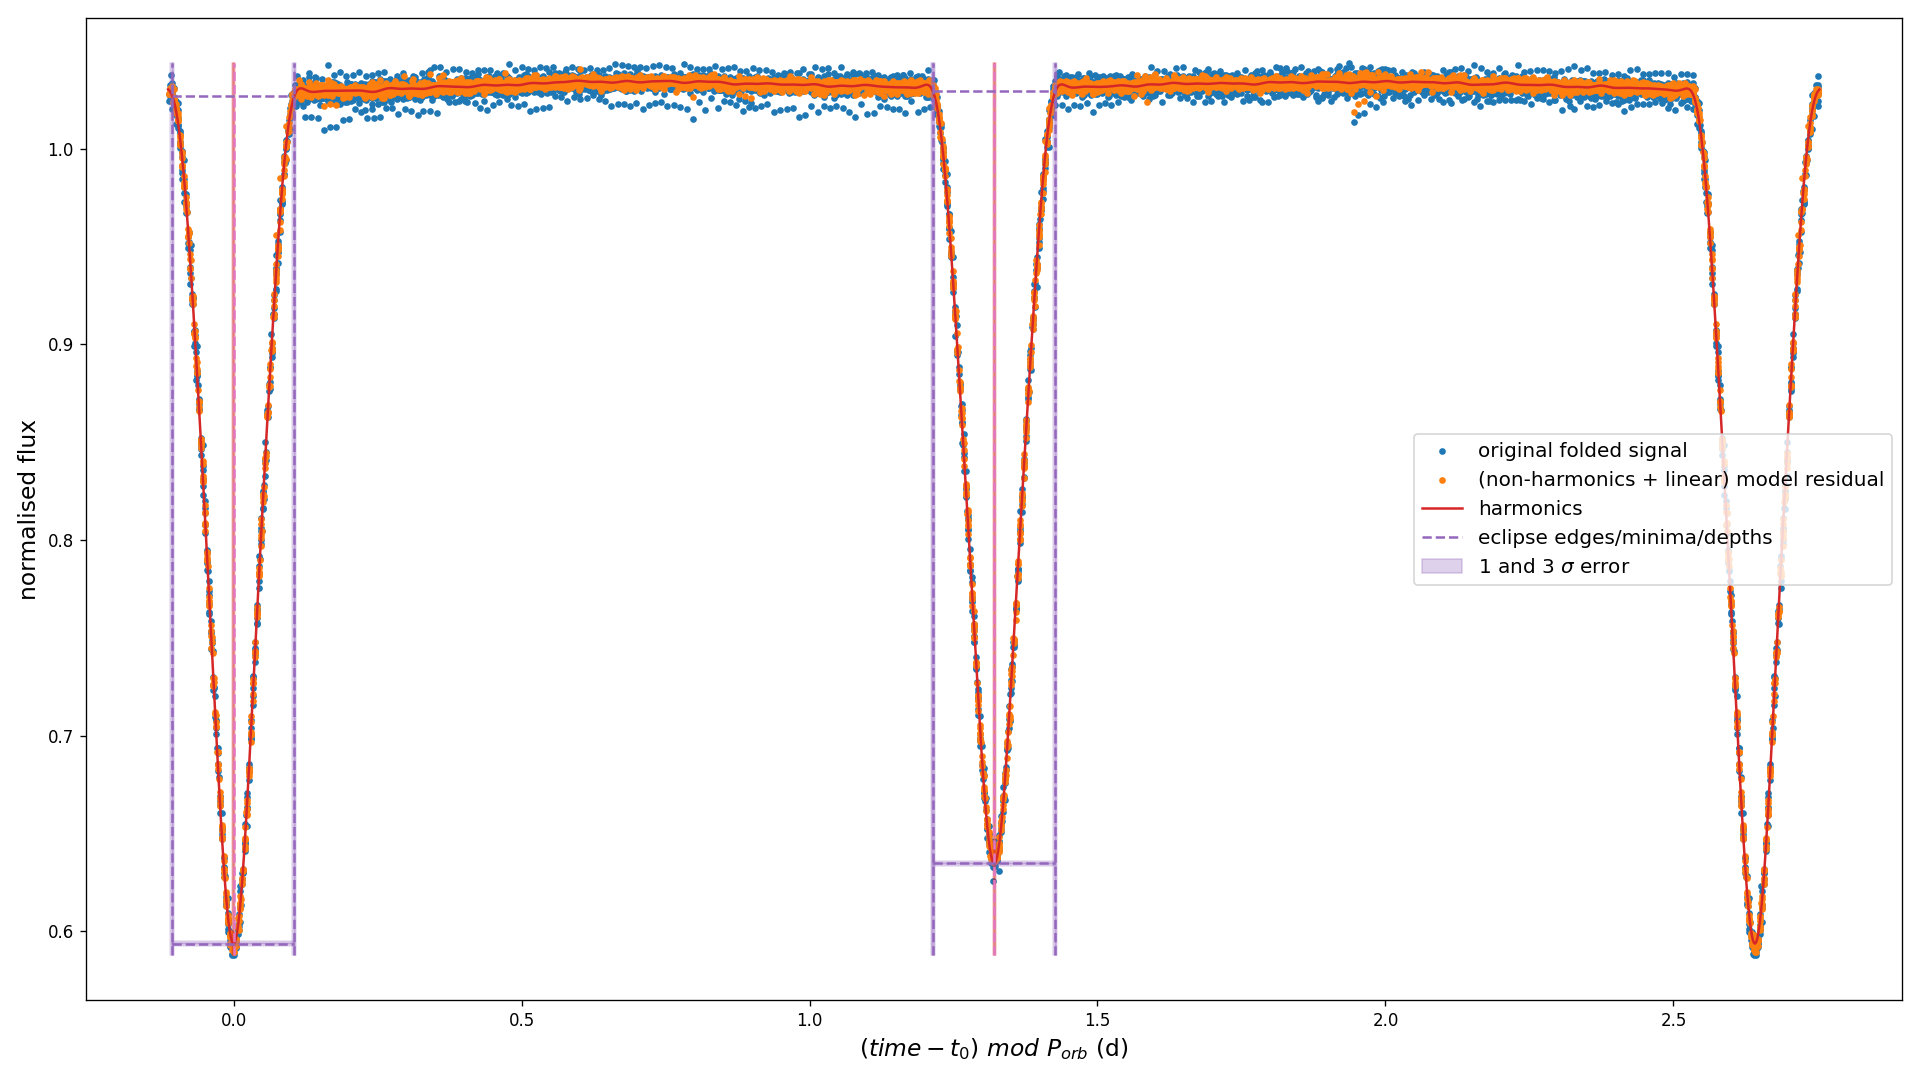 1.0
0.9
0.8
0.7
0.6
normalised flux
original folded signal
(non-harmonics + linear) model residual
harmonics
eclipse edges/minima/depths
1 and 3 σ error
0.0 0.5 1.0 1.5 2.0 2.5
(time − t₀) mod Pₒᵣb (d)